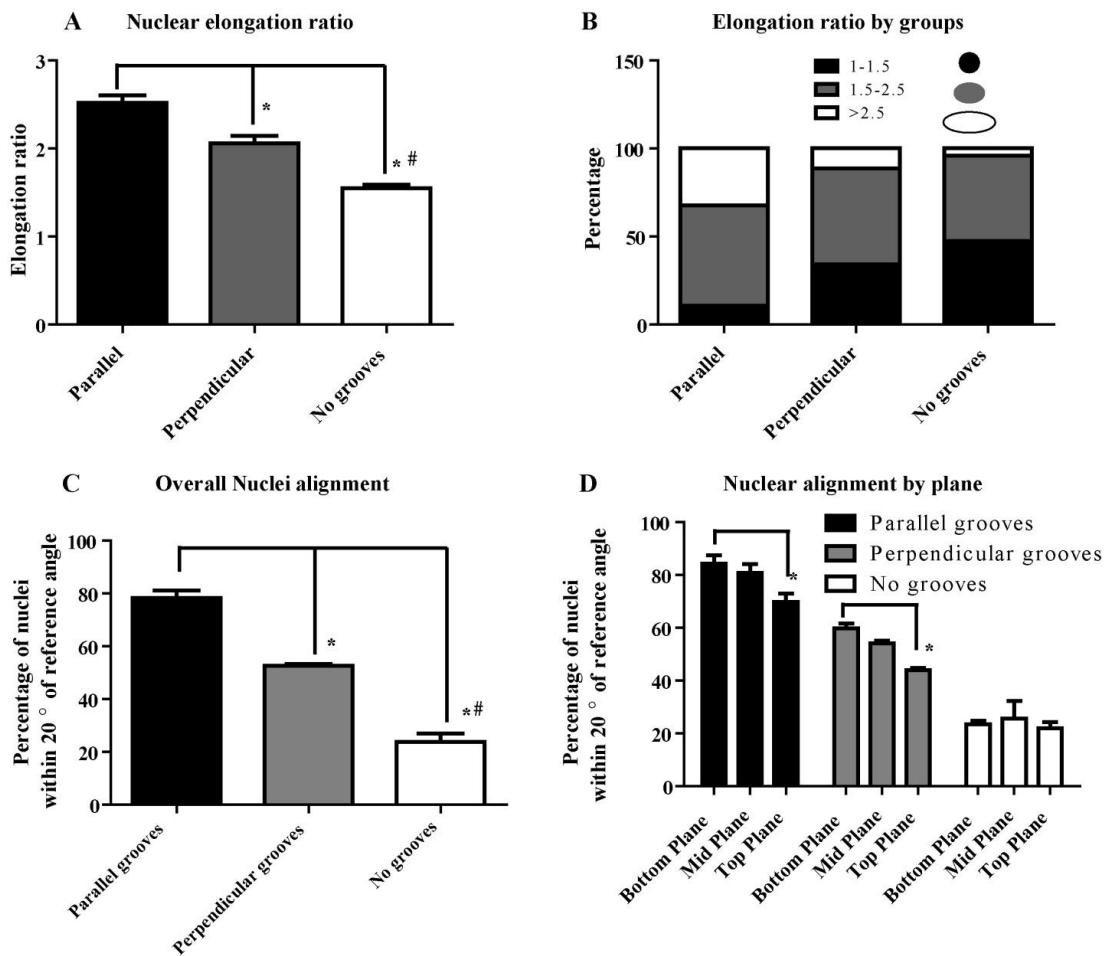 A Nuclear elongation ratio
Elongation ratio
3
2
1
0
*
* #
Parallel
Perpendicular
No grooves
B Elongation ratio by groups
Percentage
150
100
50
0
1-1.5
1.5-2.5
>2.5
Parallel
Perpendicular
No grooves
C Overall Nuclei alignment
Percentage of nuclei
within 20 ° of reference angle
100
80
60
40
20
0
*
*#
Parallel grooves
Perpendicular grooves
No grooves
D Nuclear alignment by plane
Percentage of nuclei
within 20 ° of reference angle
100
80
60
40
20
0
Parallel grooves
Perpendicular grooves
No grooves
*
*
Bottom Plane
Mid Plane
Top Plane
Bottom Plane
Mid Plane
Top Plane
Bottom Plane
Mid Plane
Top Plane